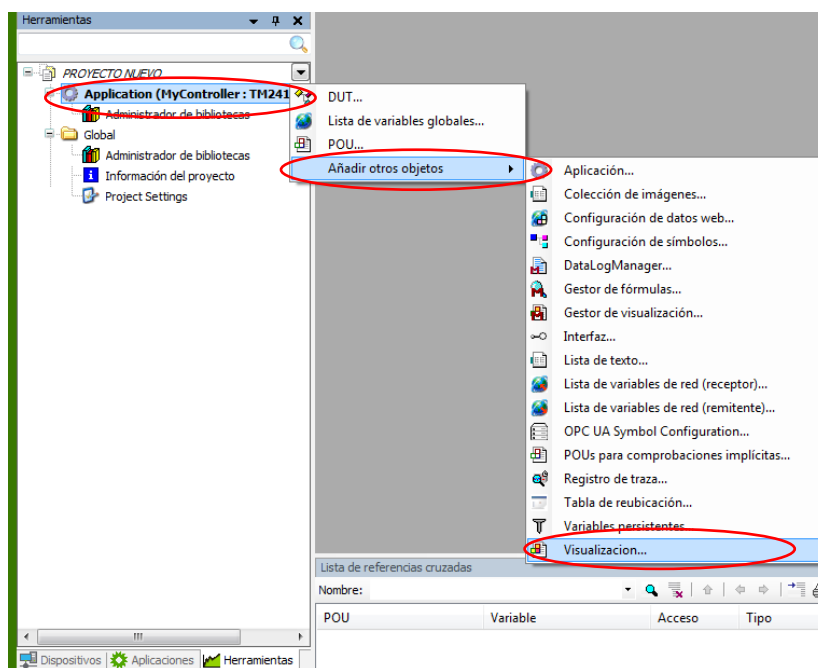 Herramientas
PROYECTO NUEVO
Application (MyController : TM241
Administrador de bibliotecas
Global
Administrador de bibliotecas
Información del proyecto
Project Settings
DUT...
Lista de variables globales...
POU...
Añadir otros objetos
Aplicación...
Colección de imágenes...
Configuración de datos web...
Configuración de símbolos...
DataLogManager...
Gestor de fórmulas...
Gestor de visualización...
Interfaz...
Lista de texto...
Lista de variables de red (receptor)...
Lista de variables de red (remitente)...
OPC UA Symbol Configuration...
POUs para comprobaciones implícitas...
Registro de traza...
Tabla de reubicación...
Variables persistentes...
Visualizacion...
Lista de referencias cruzadas
Nombre:
POU Variable Acceso Tipo
Dispositivos Aplicaciones Herramientas